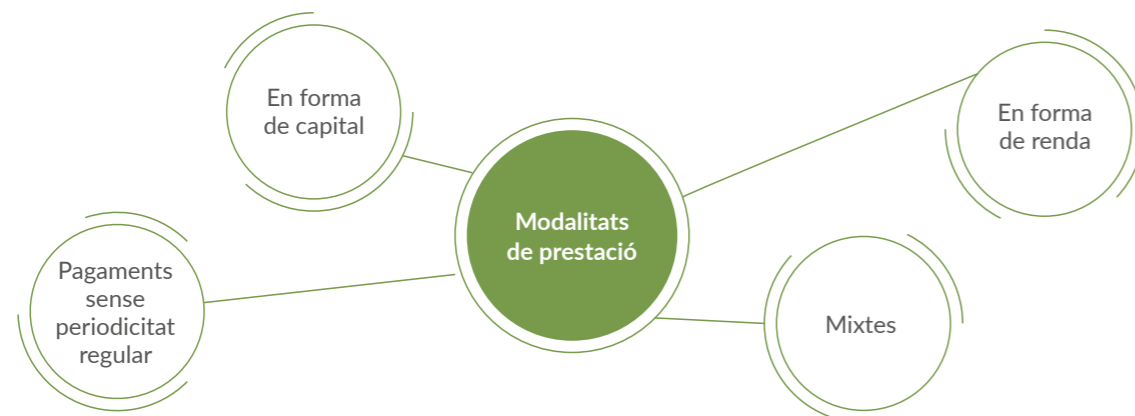 En forma
de capital
En forma
de renda
Modalitats
de prestació
Pagaments
sense
periodicitat
regular
Mixtes